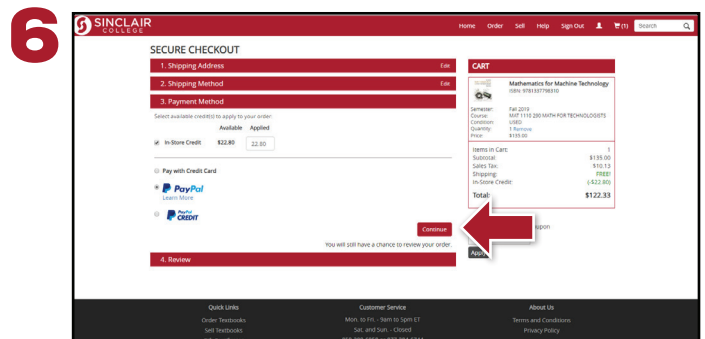 6
SINCLAIR
COLLEGE
Home Order Sell Help Sign Out (1) Search
SECURE CHECKOUT
1. Shipping Address Edit
2. Shipping Method Edit
3. Payment Method
Select available credit(s) to apply to your order:
Available Applied
In-Store Credit $22.80 22.80
Pay with Credit Card
PayPal
Learn More
PayPal
CREDIT
Continue
You will still have a chance to review your order.
4. Review
CART
Mathematics for Machine Technology
ISBN: 9781337798310
Semester: Fall 2019
Course: MAT 1110 200 MATH FOR TECHNOLOGISTS
Condition: USED
Quantity: 1 Remove
Price $135.00
Items in Cart: 1
Subtotal: $135.00
Sales Tax: $10.13
Shipping: FREE!
In-Store Credit: (-$22.80)
Total: $122.33
upon
Apply
Quick Links
Order Textbooks
Sell Textbooks
Customer Service
Mon. to Fri. - 9am to 5pm ET
Sat. and Sun. - Closed
About Us
Terms and Conditions
Privacy Policy